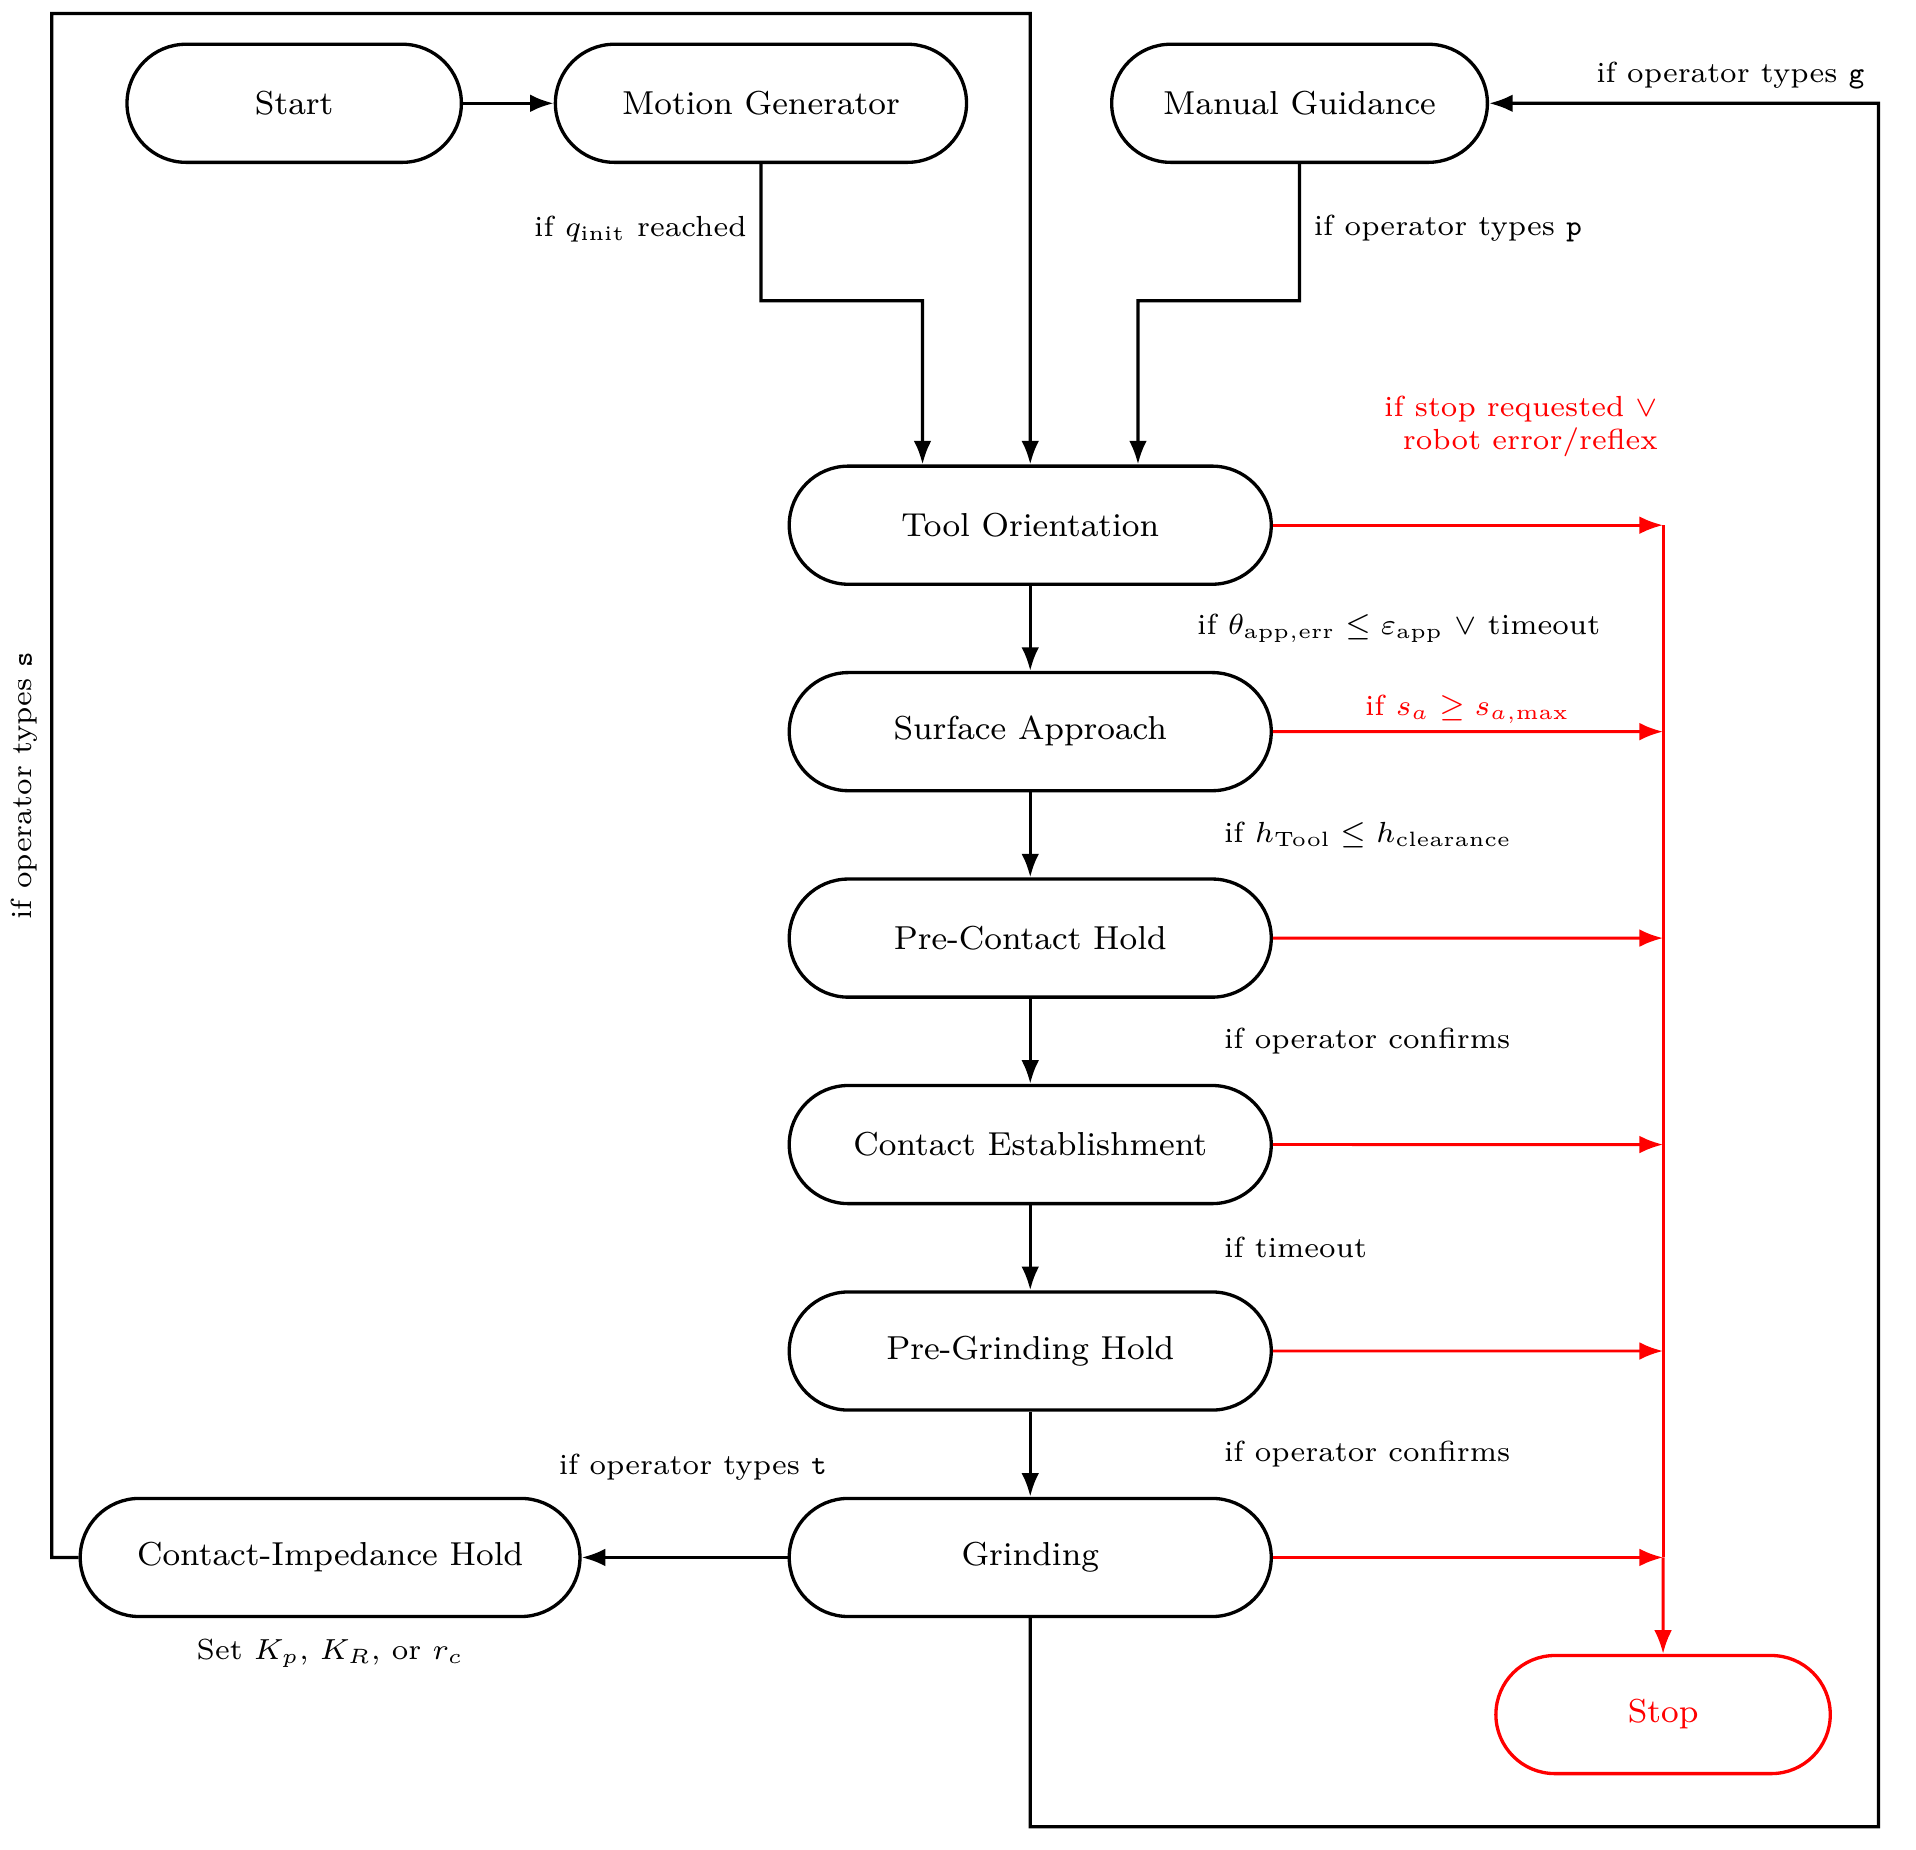 if operator types g
Start
Motion Generator
Manual Guidance
if q_init reached
if operator types p
if stop requested ∨
robot error/reflex
Tool Orientation
if θ_app,err ≤ ε_app ∨ timeout
if operator types s
if s_a ≥ s_a,max
Surface Approach
if h_Tool ≤ h_clearance
Pre-Contact Hold
if operator confirms
Contact Establishment
if timeout
Pre-Grinding Hold
if operator confirms
if operator types t
Contact-Impedance Hold
Grinding
Set K_p, K_R, or r_c
Stop